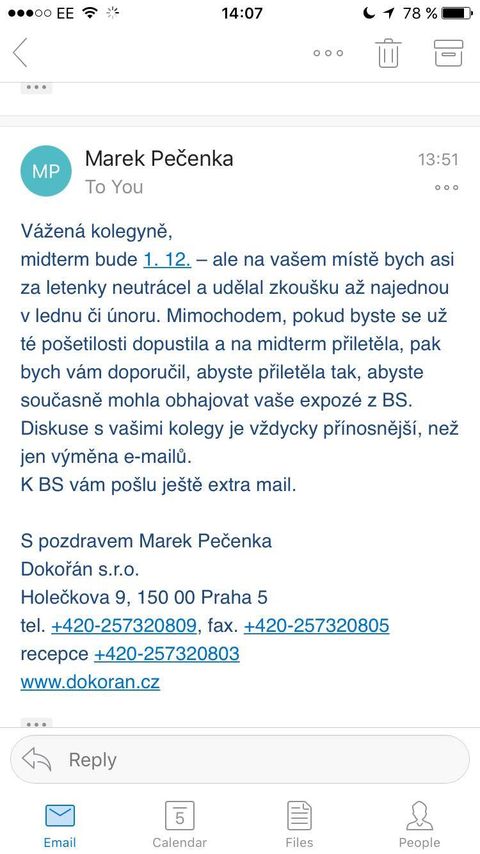 EE 14:07 78 %
MP Marek Pečenka 13:51
To You
Vážená kolegyně,
midterm bude 1. 12. – ale na vašem místě bych asi
za letenky neutrácel a udělal zkoušku až najednou
v lednu či únoru. Mimochodem, pokud byste se už
té pošetilosti dopustila a na midterm přiletěla, pak
bych vám doporučil, abyste přiletěla tak, abyste
současně mohla obhajovat vaše expozé z BS.
Diskuse s vašimi kolegy je vždycky přínosnější, než
jen výměna e-mailů.
K BS vám pošlu ještě extra mail.
S pozdravem Marek Pečenka
Dokořán s.r.o.
Holečkova 9, 150 00 Praha 5
tel. +420-257320809, fax. +420-257320805
recepce +420-257320803
www.dokoran.cz
Reply
5
Email Calendar Files People